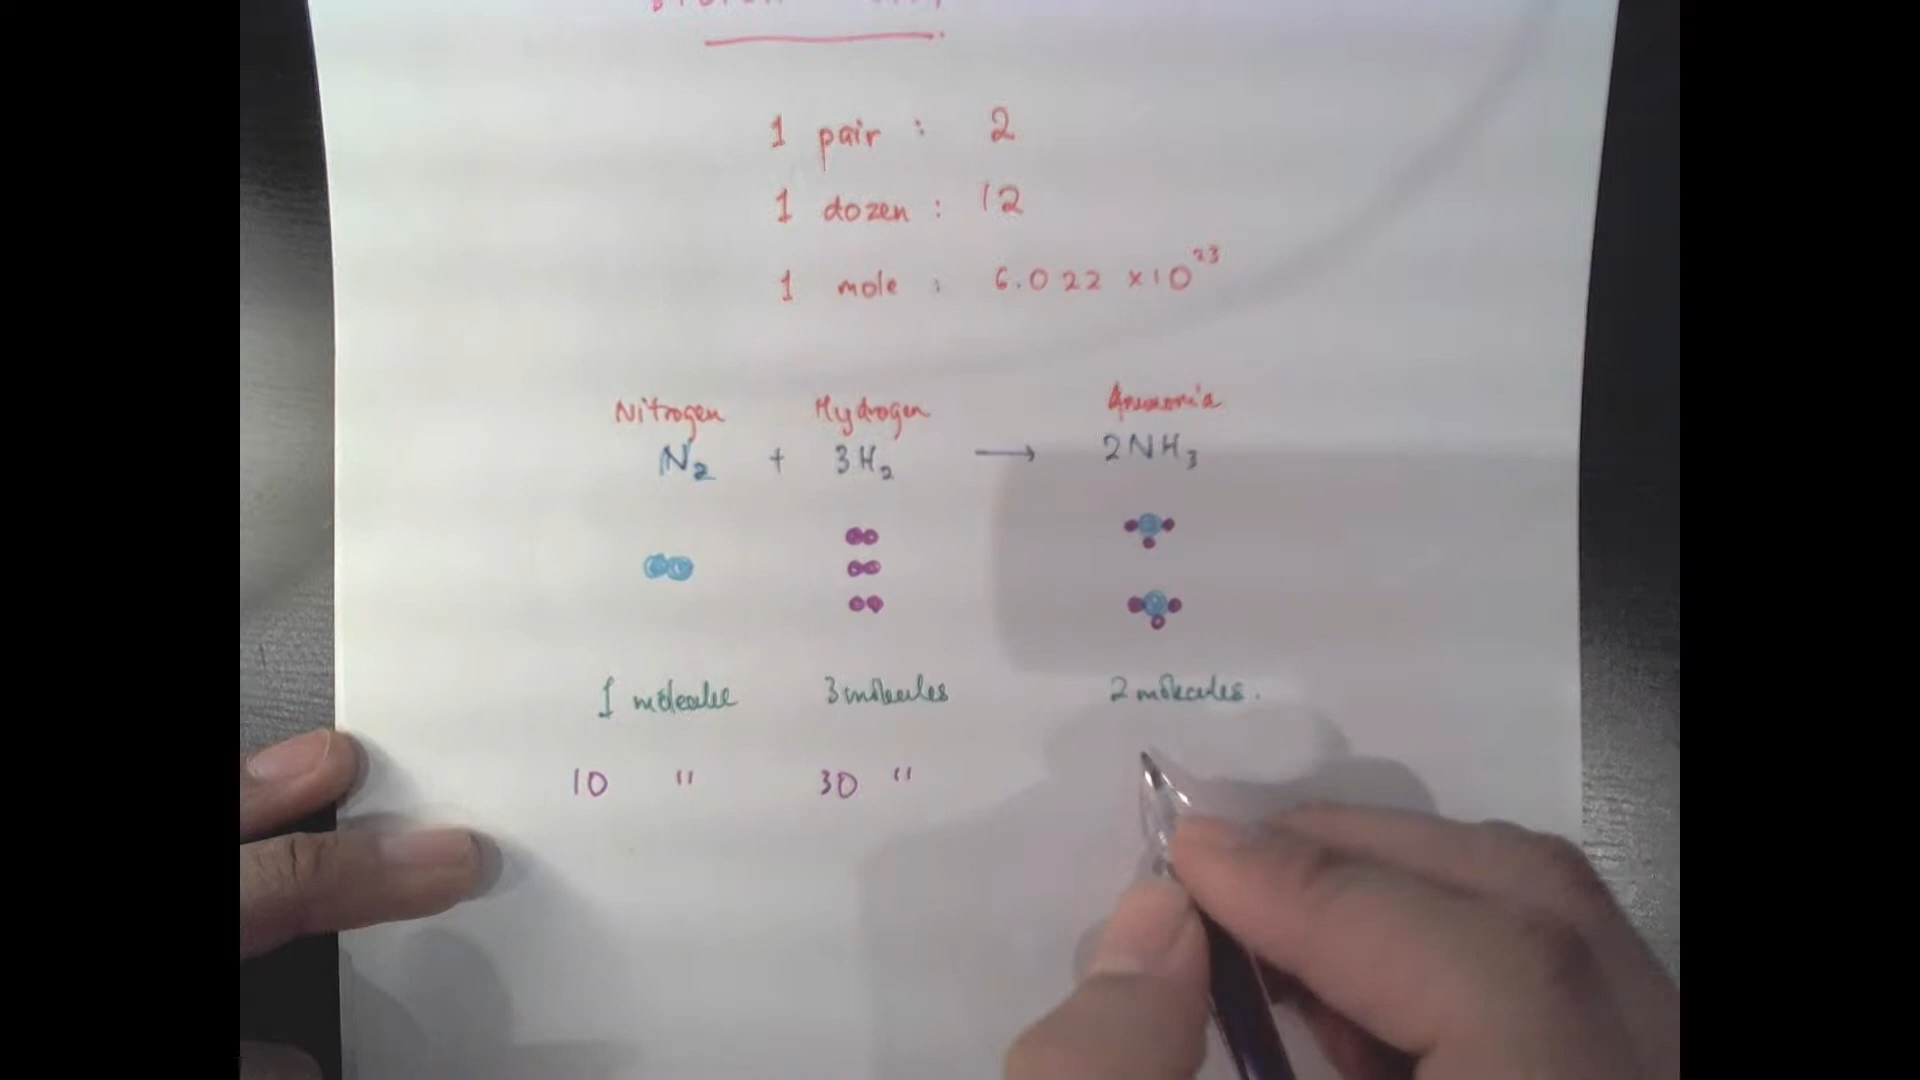 1 pair : 2
1 dozen : 12
1 mole : 6.022 ×10²³
Nitrogen Hydrogen Ammonia
N₂ + 3H₂ → 2NH₃
1 molecule 3 molecules 2 molecules.
10 " 30 "